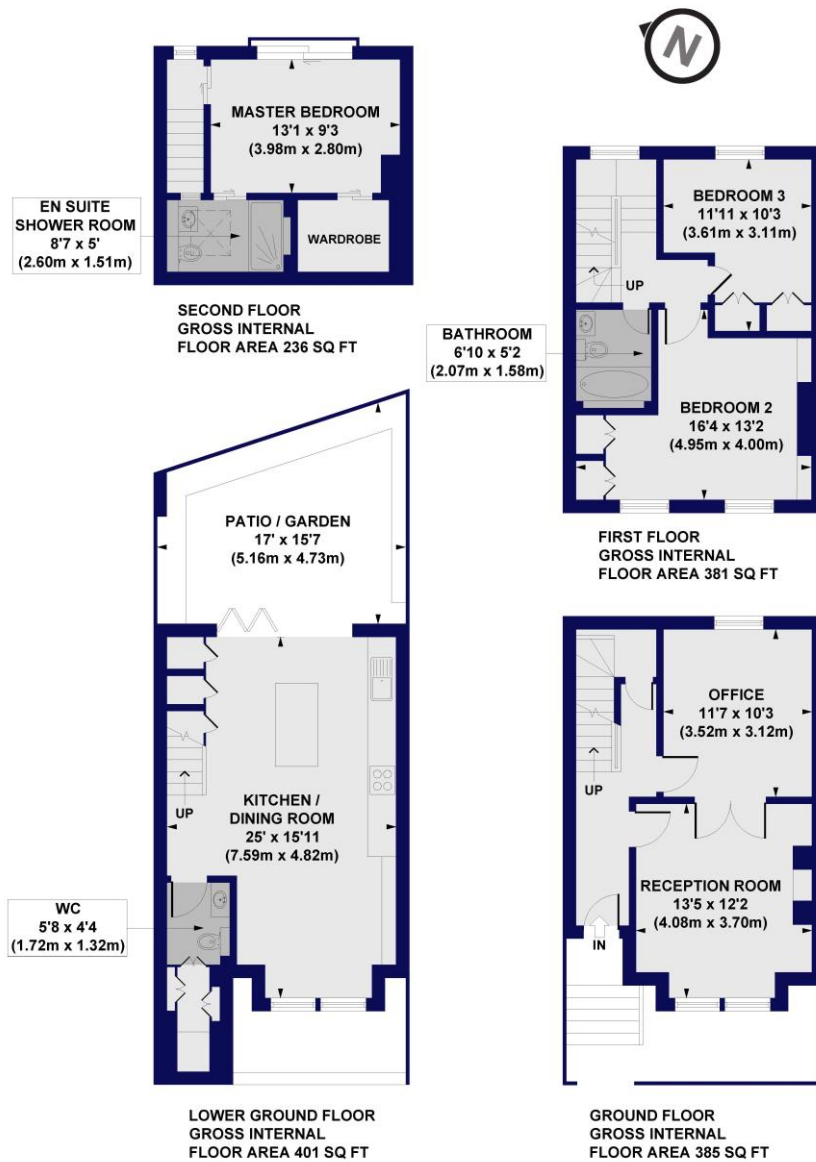 N
MASTER BEDROOM
13'1 x 9'3
(3.98m x 2.80m)
EN SUITE
SHOWER ROOM
8'7 x 5'
(2.60m x 1.51m)
WARDROBE
SECOND FLOOR
GROSS INTERNAL
FLOOR AREA 236 SQ FT
BEDROOM 3
11'11 x 10'3
(3.61m x 3.11m)
UP
BATHROOM
6'10 x 5'2
(2.07m x 1.58m)
BEDROOM 2
16'4 x 13'2
(4.95m x 4.00m)
FIRST FLOOR
GROSS INTERNAL
FLOOR AREA 381 SQ FT
PATIO / GARDEN
17' x 15'7
(5.16m x 4.73m)
UP
KITCHEN /
DINING ROOM
25' x 15'11
(7.59m x 4.82m)
WC
5'8 x 4'4
(1.72m x 1.32m)
LOWER GROUND FLOOR
GROSS INTERNAL
FLOOR AREA 401 SQ FT
OFFICE
11'7 x 10'3
(3.52m x 3.12m)
UP
RECEPTION ROOM
13'5 x 12'2
(4.08m x 3.70m)
IN
GROUND FLOOR
GROSS INTERNAL
FLOOR AREA 385 SQ FT